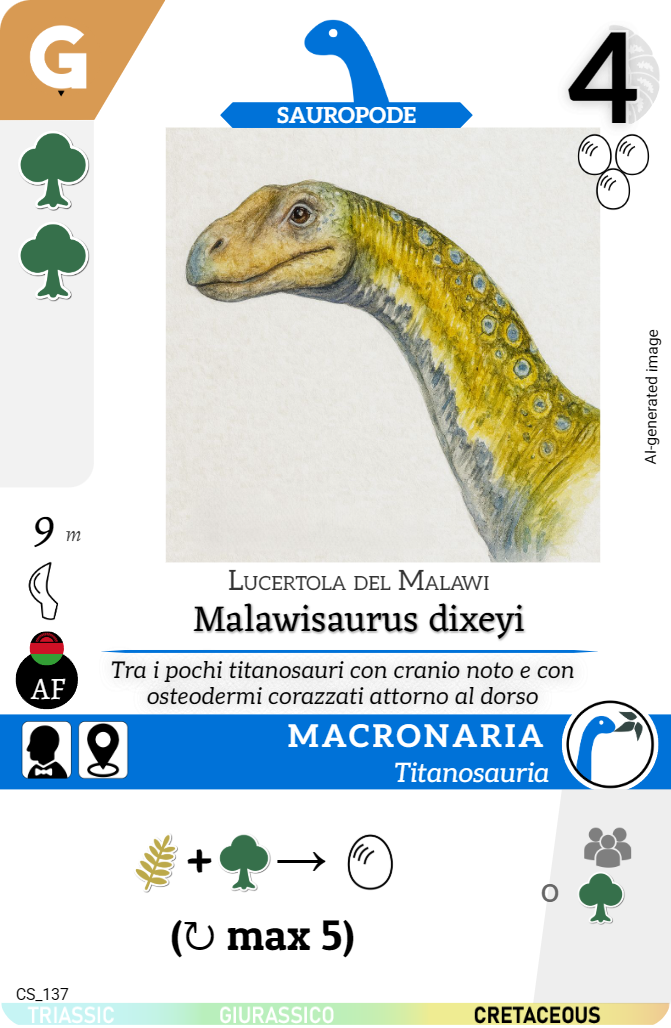 G
4
SAUROPODE
AI-generated image
9 m
AF
Lucertola del Malawi
Malawisaurus dixeyi
Tra i pochi titanosauri con cranio noto e con
osteodermi corazzati attorno al dorso
MACRONARIA
Titanosauria
+
(↻ max 5)
O
CS_137
TRIASSIC GIURASSICO CRETACEOUS